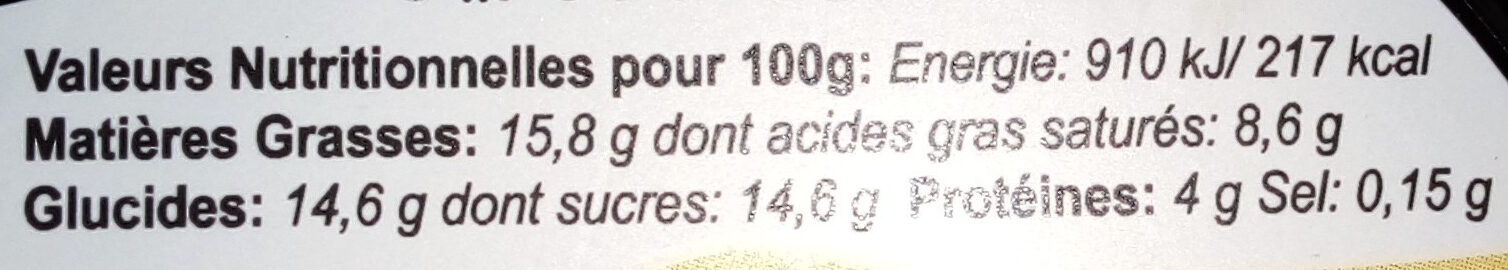 Valeurs Nutritionnelles pour 100g: Energie: 910 kJ/ 217 kcal
Matières Grasses: 15,8 g dont acides gras saturés: 8,6 g
Glucides: 14,6 g dont sucres: 14,6 g Protéines: 4 g Sel: 0,15 g